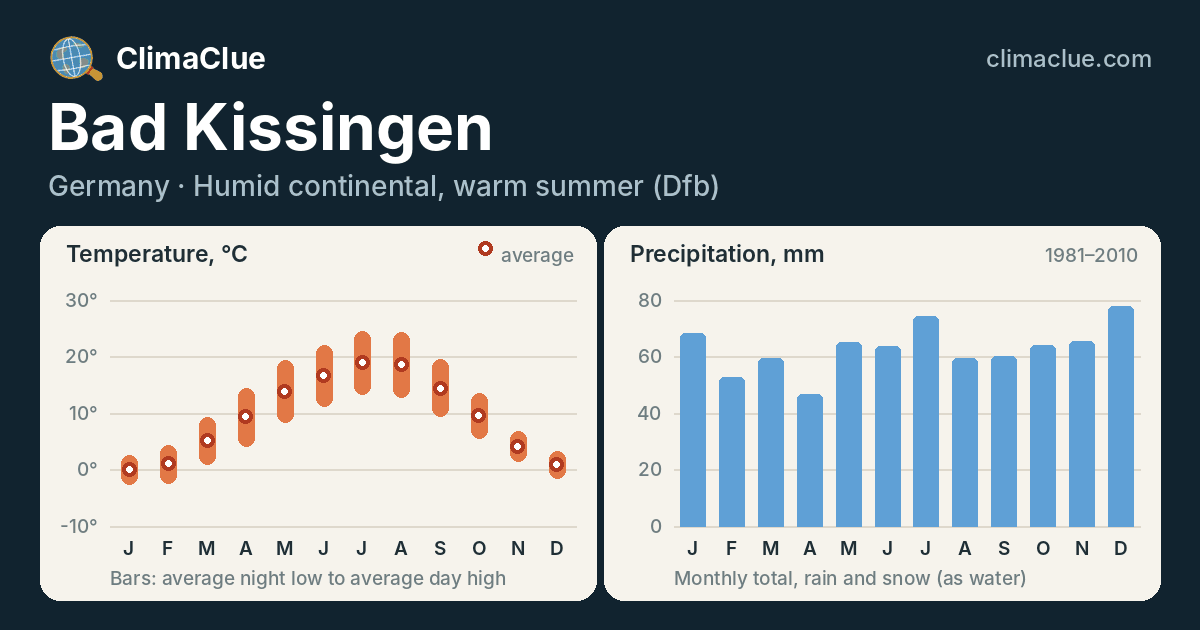 ClimaClue
climaclue.com
Bad Kissingen
Germany · Humid continental, warm summer (Dfb)
Temperature, °C
average
30°
20°
10°
0°
-10°
J F M A M J J A S O N D
Bars: average night low to average day high
Precipitation, mm
1981–2010
80
60
40
20
0
J F M A M J J A S O N D
Monthly total, rain and snow (as water)